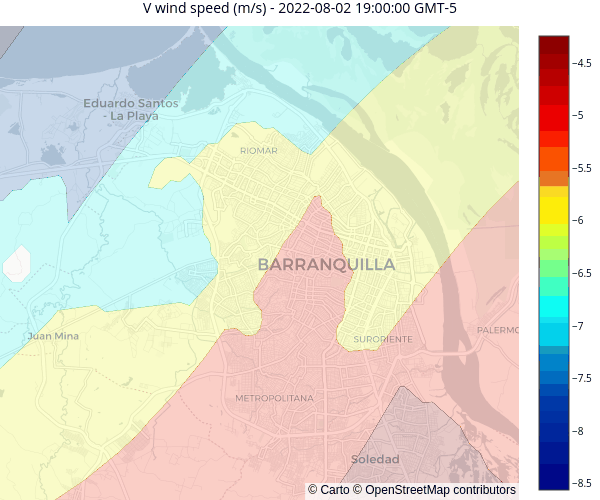 V wind speed (m/s) - 2022-08-02 19:00:00 GMT-5
Eduardo Santos
- La Playa
RIOMAR
BARRANQUILLA
Juan Mina
SURORIENTE
PALERMO
METROPOLITANA
Soledad
© Carto © OpenStreetMap contributors
−4.5
−5
−5.5
−6
−6.5
−7
−7.5
−8
−8.5